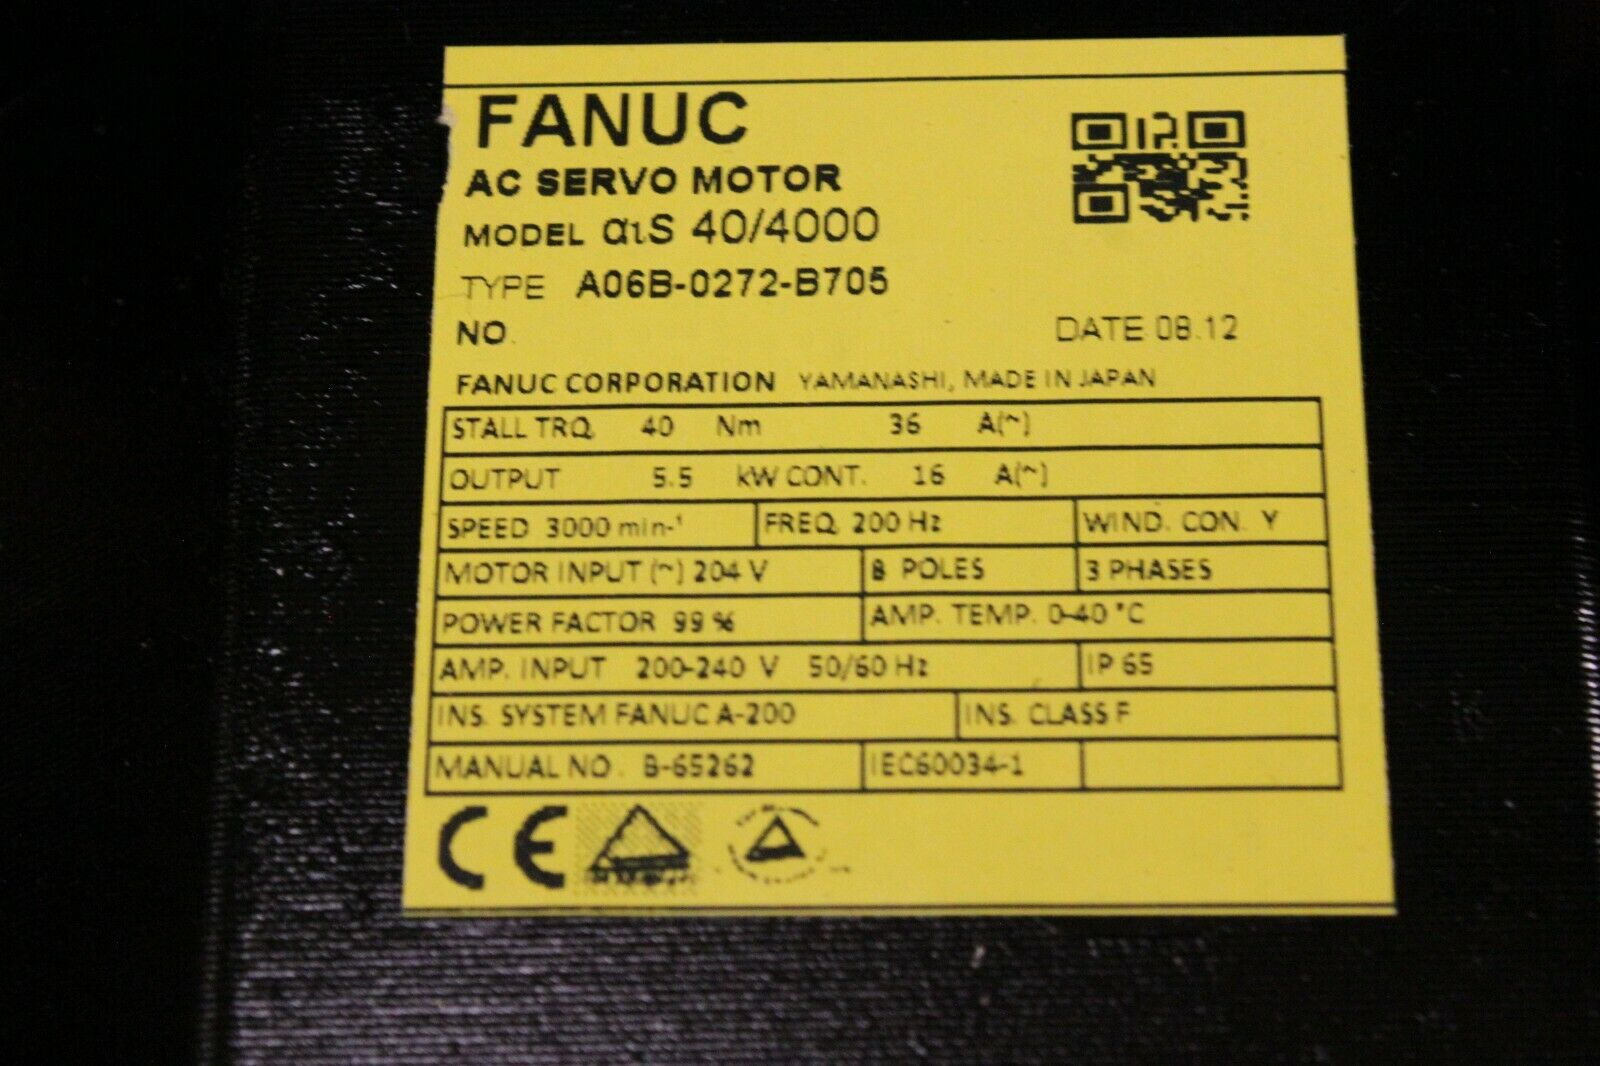 FANUC
AC SERVO MOTOR
MODEL αιS 40/4000
TYPE A06B-0272-B705
NO.
DATE 08.12
FANUC CORPORATION YAMANASHI, MADE IN JAPAN
STALL TRQ. 40 Nm 36 A(~)
OUTPUT 5.5 kW CONT. 16 A(~)
SPEED 3000 min-¹ FREQ. 200 Hz WIND. CON. Y
MOTOR INPUT (~) 204 V 8 POLES 3 PHASES
POWER FACTOR 99 % AMP. TEMP. 0-40 °C
AMP. INPUT 200-240 V 50/60 Hz IP 65
INS. SYSTEM FANUC A-200 INS. CLASS F
MANUAL NO. B-65262 IEC60034-1
CE